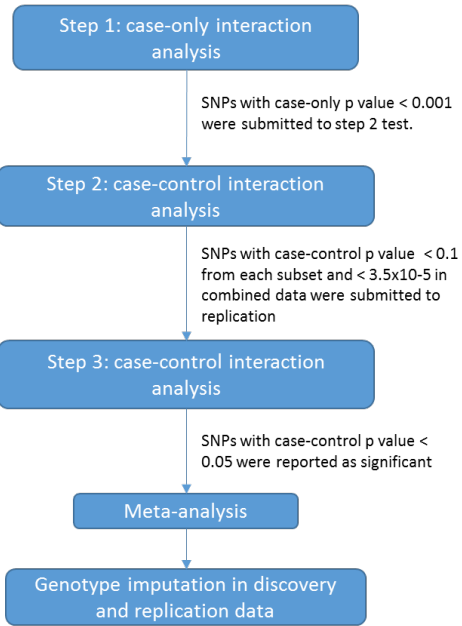 Step 1: case-only interaction
analysis
SNPs with case-only p value < 0.001
were submitted to step 2 test.
Step 2: case-control interaction
analysis
SNPs with case-control p value  < 0.1
from each subset and < 3.5x10-5 in
combined data were submitted to
replication
Step 3: case-control interaction
analysis
SNPs with case-control p value <
0.05 were reported as significant
Meta-analysis
Genotype imputation in discovery
and replication data